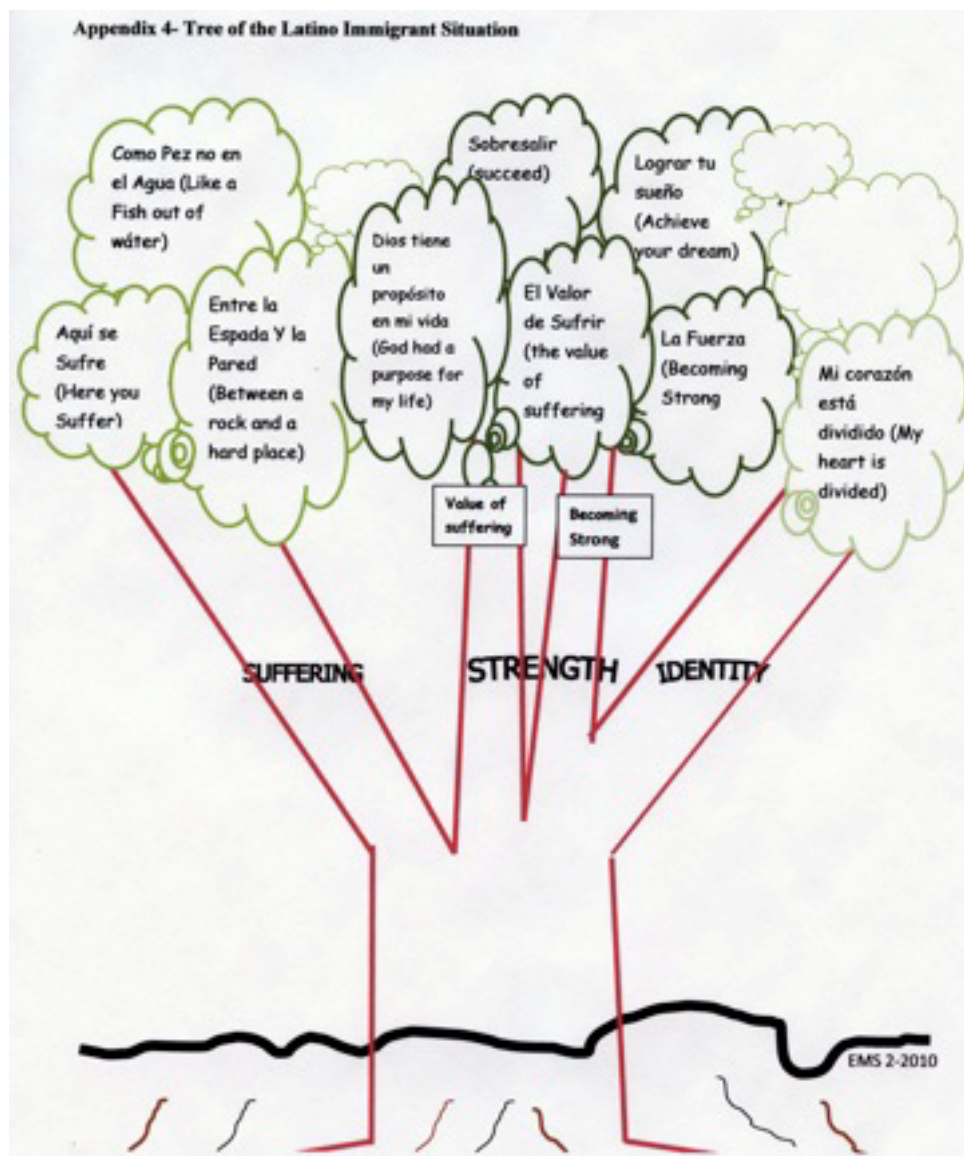 Appendix 4- Tree of the Latino Immigrant Situation
Como Pez no en
el Agua (Like a
Fish out of
wáter)
Sobresalir
(succeed)
Lograr tu
sueño
(Achieve
your dream)
Aquí se
Sufre
(Here you
Suffer)
Entre la
Espada Y la
Pared
(Between a
rock and a
hard place)
Dios tiene
un
propósito
en mi vida
(God had a
purpose for
my life)
El Valor
de Sufrir
(the value
of
suffering
La Fuerza
(Becoming
Strong
Mi corazón
está
dividido (My
heart is
divided)
Value of
suffering
Becoming
Strong
SUFFERING
STRENGTH
IDENTITY
EMS 2-2010